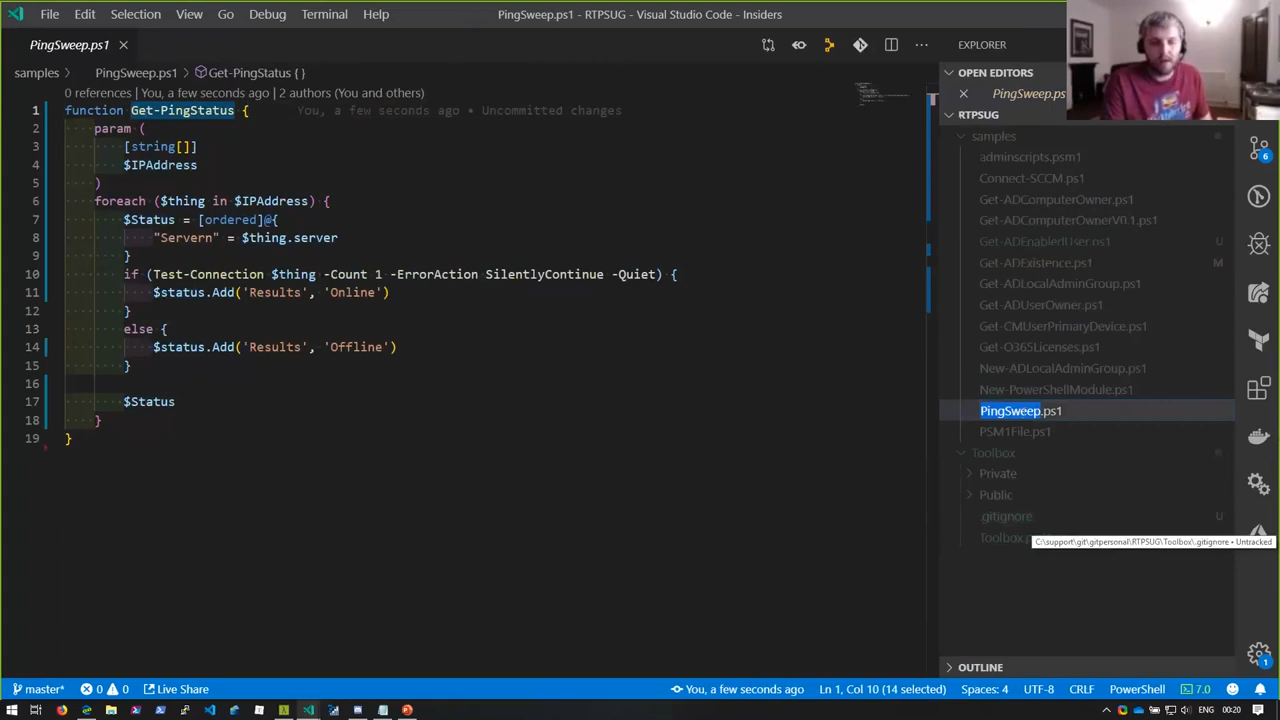 File Edit Selection View Go Debug Terminal Help PingSweep.ps1 - RTPSUG - Visual Studio Code - Insiders
PingSweep.ps1
samples PingSweep.ps1 Get-PingStatus { }
0 references | You, a few seconds ago | 2 authors (You and others)
1 function Get-PingStatus { You, a few seconds ago • Uncommitted changes
2 param (
3 [string[]]
4 $IPAddress
5 )
6 foreach ($thing in $IPAddress) {
7 $Status = [ordered]@{
8 "Servern" = $thing.server
9 }
10 if (Test-Connection $thing -Count 1 -ErrorAction SilentlyContinue -Quiet) {
11 $status.Add('Results', 'Online')
12 }
13 else {
14 $status.Add('Results', 'Offline')
15 }
16
17 $Status
18 }
19 }
EXPLORER
OPEN EDITORS
PingSweep.ps
RTPSUG
samples
adminscripts.psm1
Connect-SCCM.ps1
Get-ADComputerOwner.ps1
Get-ADComputerOwnerV0.1.ps1
Get-ADEnabledUser.ps1 U
Get-ADExistence.ps1 M
Get-ADLocalAdminGroup.ps1
Get-ADUserOwner.ps1
Get-CMUserPrimaryDevice.ps1
Get-O365Licenses.ps1
New-ADLocalAdminGroup.ps1
New-PowerShellModule.ps1
PingSweep.ps1
PSM1File.ps1
Toolbox
Private
Public
.gitignore U
C:\support\git\gitpersonal\RTPSUG\Toolbox\.gitignore • Untracked
OUTLINE
6
1
master* 0 0 Live Share You, a few seconds ago Ln 1, Col 10 (14 selected) Spaces: 4 UTF-8 CRLF PowerShell 7.0
ENG 00:20